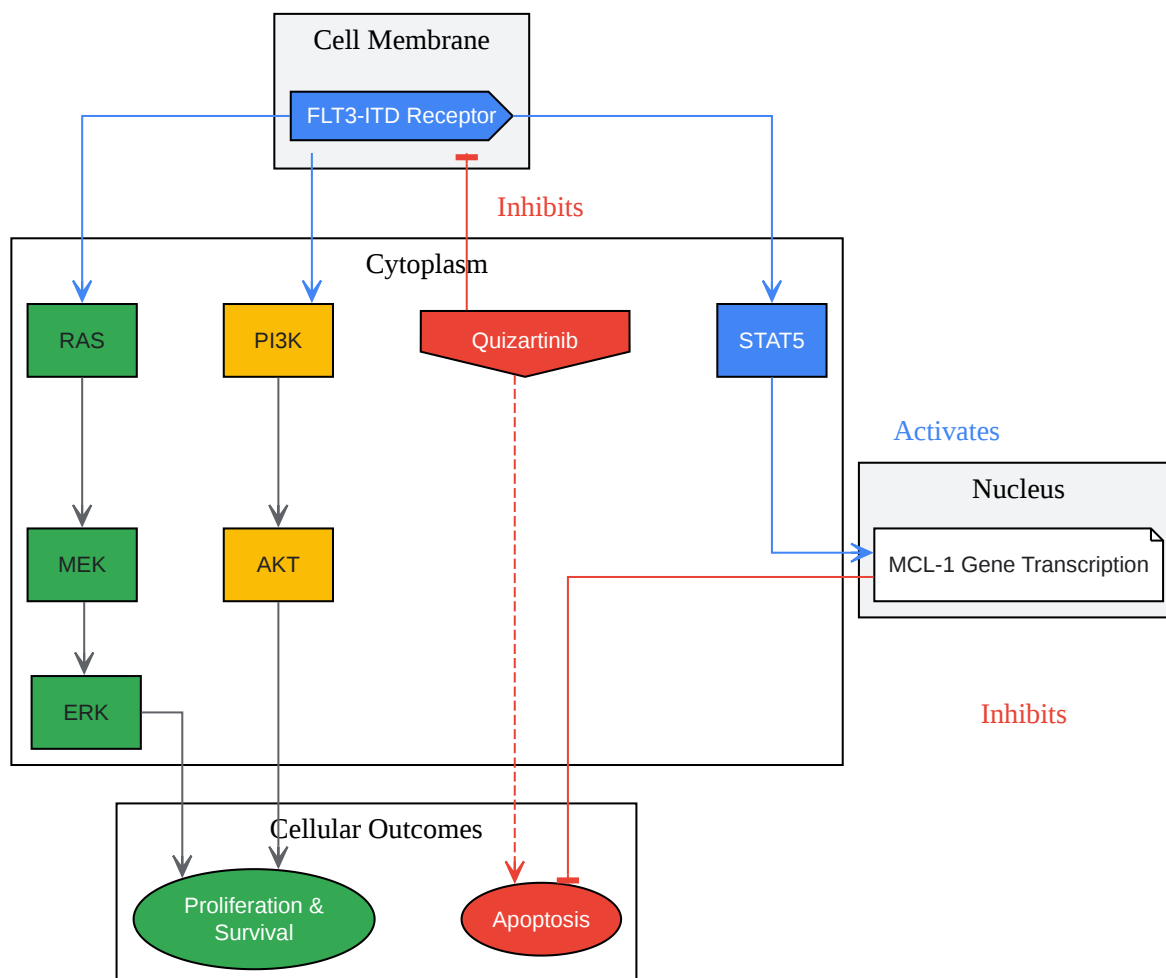 Cell Membrane
FLT3-ITD Receptor
Inhibits
Cytoplasm
RAS
PI3K
Quizartinib
STAT5
Activates
Nucleus
MEK
AKT
MCL-1 Gene Transcription
ERK
Inhibits
Cellular Outcomes
Proliferation &
Survival
Apoptosis